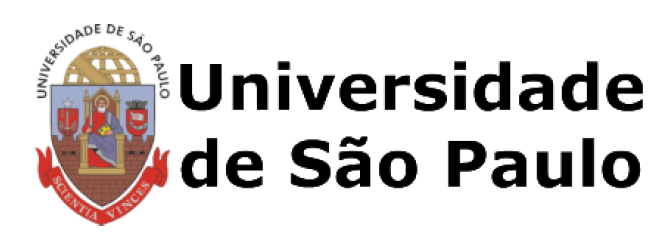 UNIVERSIDADE DE SÃO PAULO
Universidade
de São Paulo
SCIENTIA VINCES